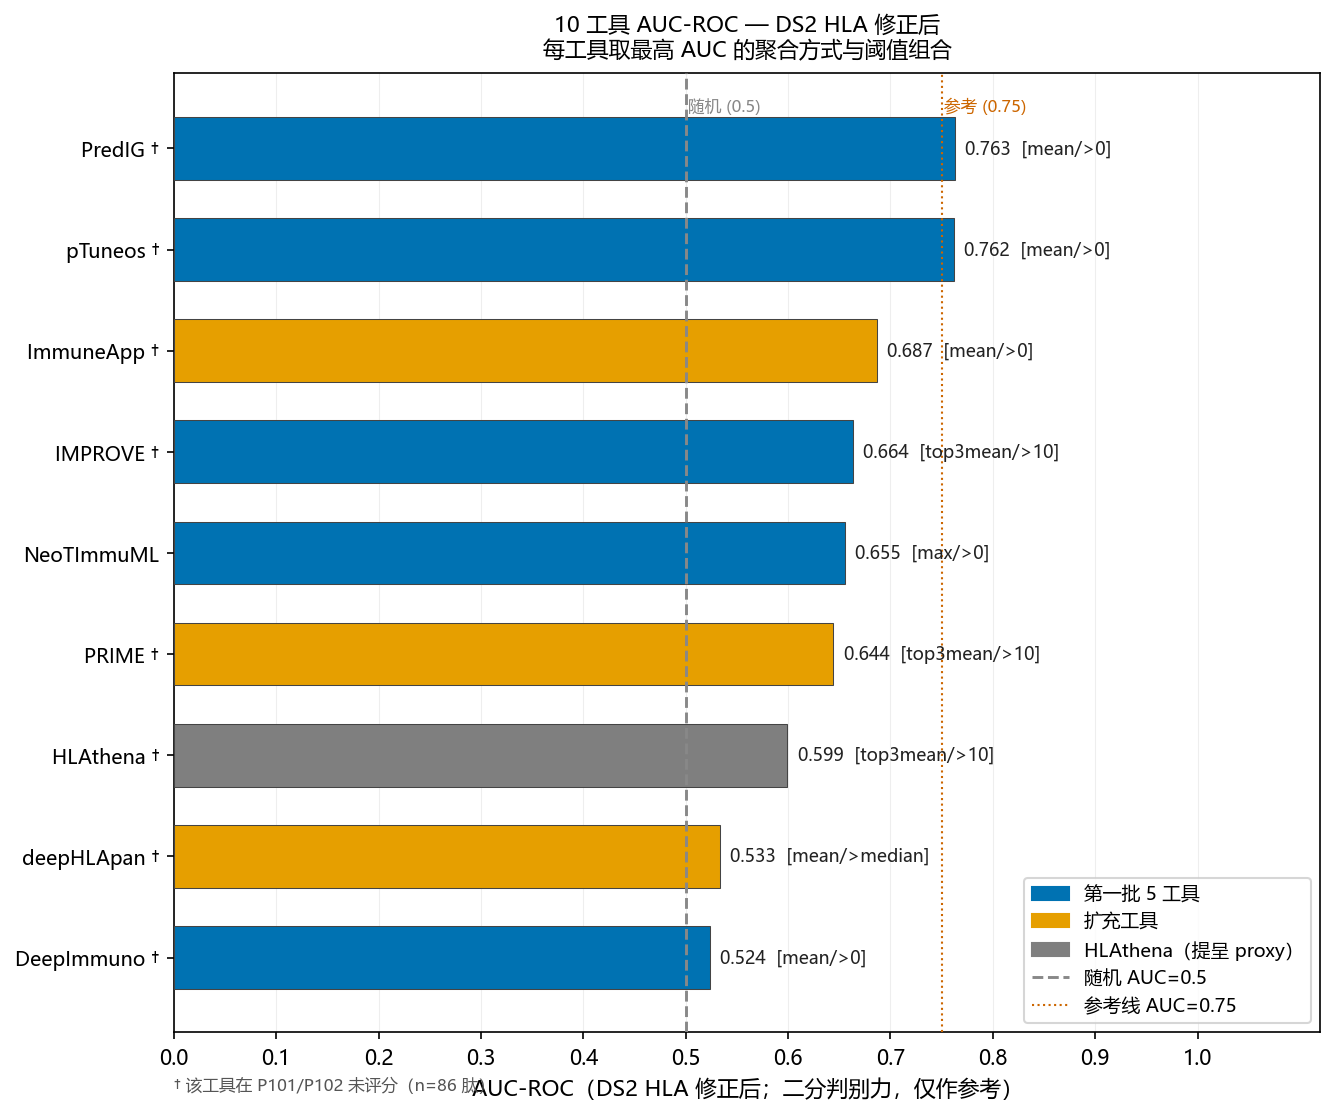 10 工具 AUC-ROC — DS2 HLA 修正后
每工具取最高 AUC 的聚合方式与阈值组合
随机 (0.5)
参考 (0.75)
PredIG †
0.763 [mean/>0]
pTuneos †
0.762 [mean/>0]
ImmuneApp †
0.687 [mean/>0]
IMPROVE †
0.664 [top3mean/>10]
NeoTImmuML
0.655 [max/>0]
PRIME †
0.644 [top3mean/>10]
HLAthena †
0.599 [top3mean/>10]
deepHLApan †
0.533 [mean/>median]
DeepImmuno †
0.524 [mean/>0]
第一批 5 工具
扩充工具
HLAthena（提呈 proxy）
随机 AUC=0.5
参考线 AUC=0.75
0.0 0.1 0.2 0.3 0.4 0.5 0.6 0.7 0.8 0.9 1.0
† 该工具在 P101/P102 未评分（n=86 肽）
AUC-ROC（DS2 HLA 修正后；二分判别力，仅作参考）